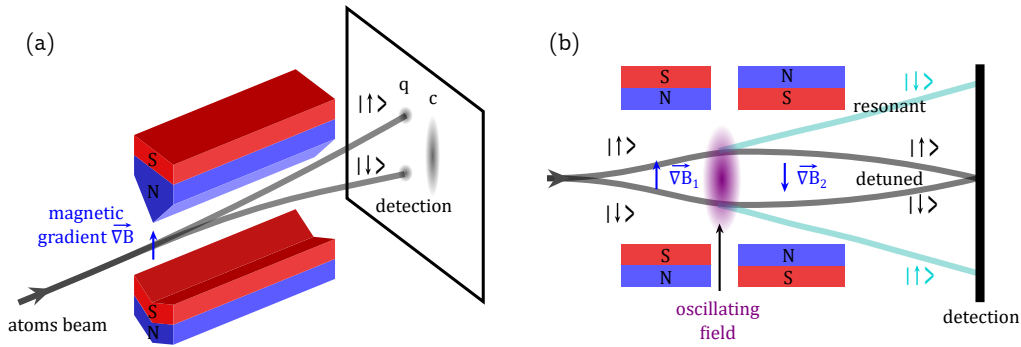 (a)
q
c
|↑⟩
|↓⟩
S
N
detection
magnetic
gradient ∇B
S
N
atoms beam
(b)
S
N
N
S
|↓⟩
resonant
|↑⟩
∇B₁
∇B₂
|↑⟩
detuned
|↓⟩
|↓⟩
S
N
N
S
|↑⟩
oscillating
field
detection